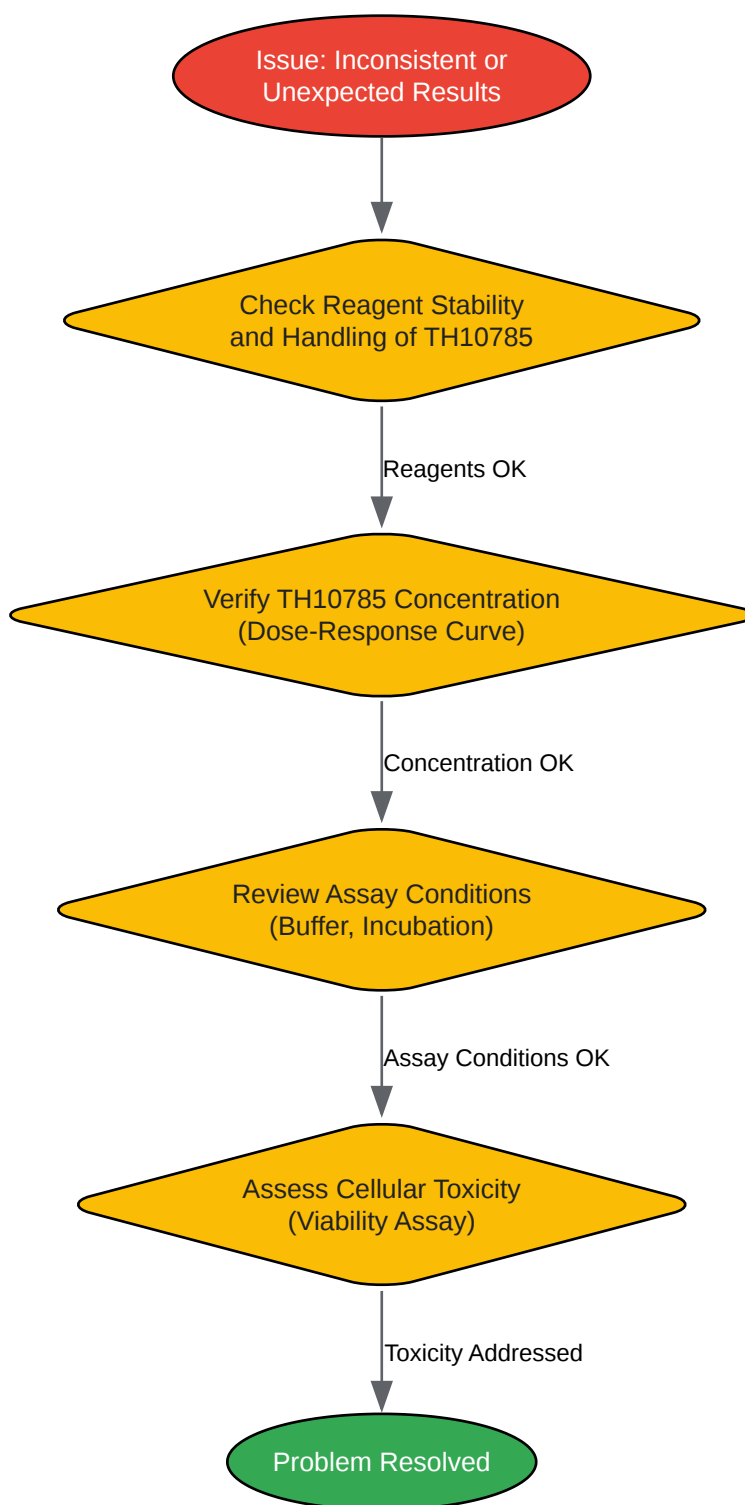 Issue: Inconsistent or
Unexpected Results
Check Reagent Stability
and Handling of TH10785
Reagents OK
Verify TH10785 Concentration
(Dose-Response Curve)
Concentration OK
Review Assay Conditions
(Buffer, Incubation)
Assay Conditions OK
Assess Cellular Toxicity
(Viability Assay)
Toxicity Addressed
Problem Resolved